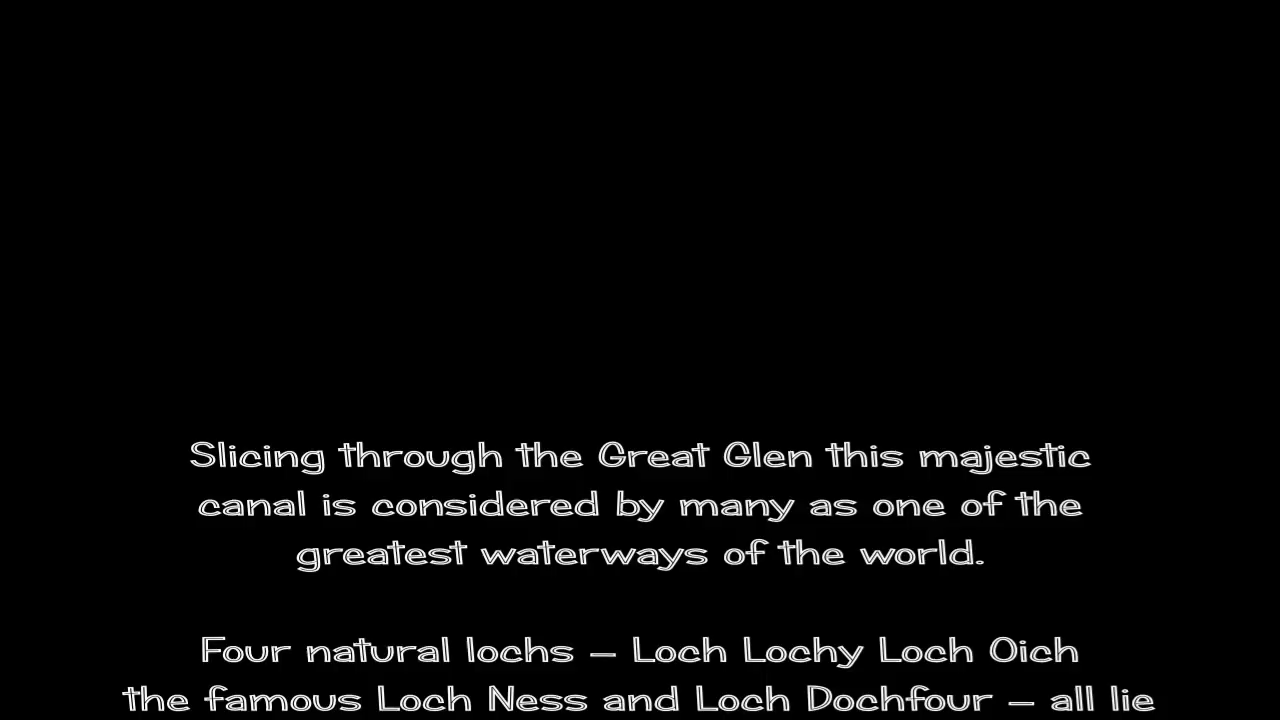 Slicing through the Great Glen this majestic
canal is considered by many as one of the
greatest waterways of the world.
Four natural lochs – Loch Lochy Loch Oich
the famous Loch Ness and Loch Dochfour – all lie